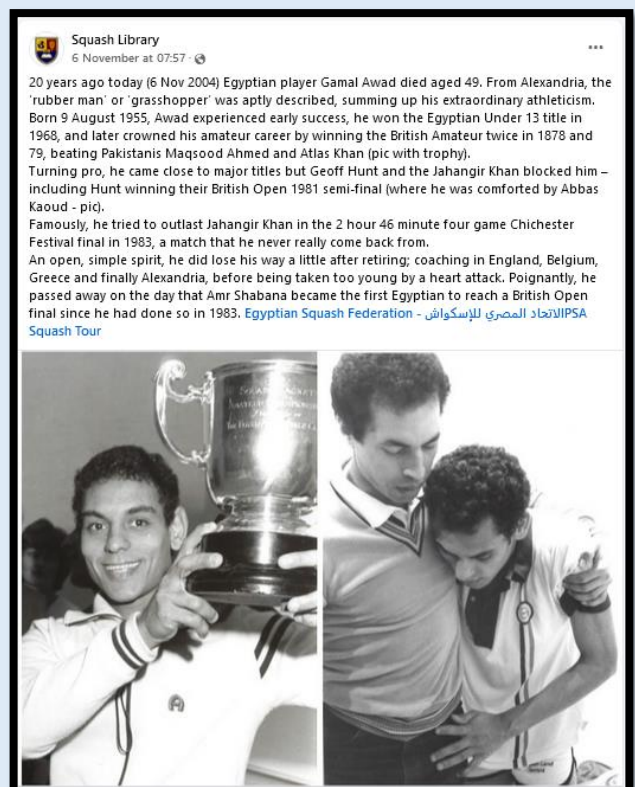 Squash Library
6 November at 07:57 ·
20 years ago today (6 Nov 2004) Egyptian player Gamal Awad died aged 49. From Alexandria, the
'rubber man' or 'grasshopper' was aptly described, summing up his extraordinary athleticism.
Born 9 August 1955, Awad experienced early success, he won the Egyptian Under 13 title in
1968, and later crowned his amateur career by winning the British Amateur twice in 1878 and
79, beating Pakistanis Maqsood Ahmed and Atlas Khan (pic with trophy).
Turning pro, he came close to major titles but Geoff Hunt and the Jahangir Khan blocked him –
including Hunt winning their British Open 1981 semi-final (where he was comforted by Abbas
Kaoud - pic).
Famously, he tried to outlast Jahangir Khan in the 2 hour 46 minute four game Chichester
Festival final in 1983, a match that he never really come back from.
An open, simple spirit, he did lose his way a little after retiring; coaching in England, Belgium,
Greece and finally Alexandria, before being taken too young by a heart attack. Poignantly, he
passed away on the day that Amr Shabana became the first Egyptian to reach a British Open
final since he had done so in 1983. Egyptian Squash Federation - الاتحاد المصري للإسكواشPSA
Squash Tour